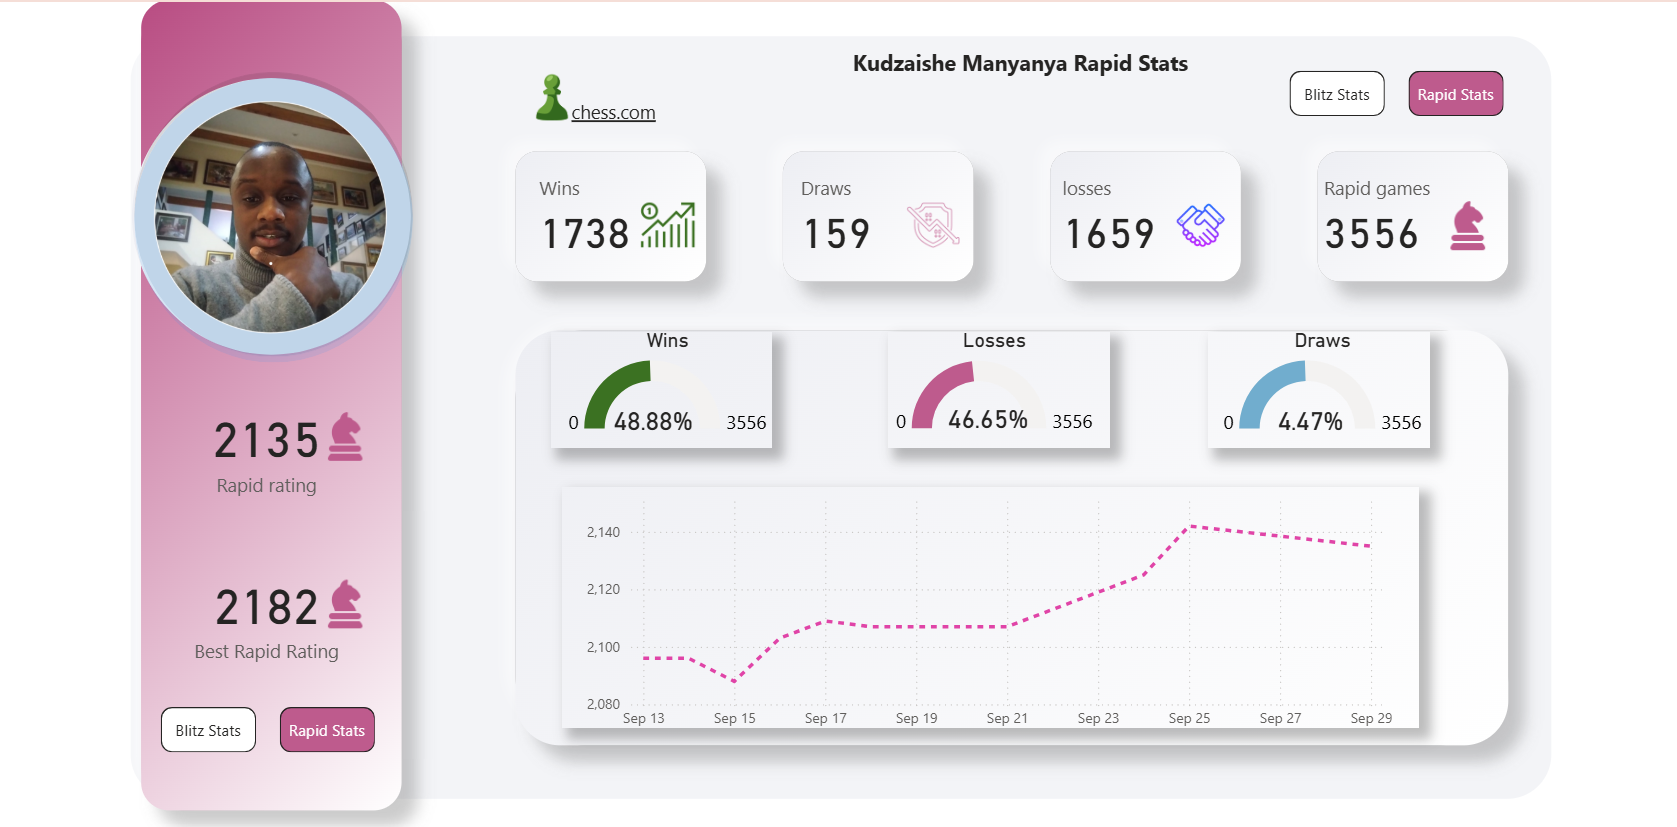 Kudzaishe Manyanya Rapid Stats
chess.com
Blitz Stats
Rapid Stats
Wins
1738
Draws
159
losses
1659
Rapid games
3556
2135
Rapid rating
2182
Best Rapid Rating
Blitz Stats
Rapid Stats
Wins
0
48.88%
3556
Losses
0
46.65%
3556
Draws
0
4.47%
3556
2,140
2,120
2,100
2,080
Sep 13
Sep 15
Sep 17
Sep 19
Sep 21
Sep 23
Sep 25
Sep 27
Sep 29